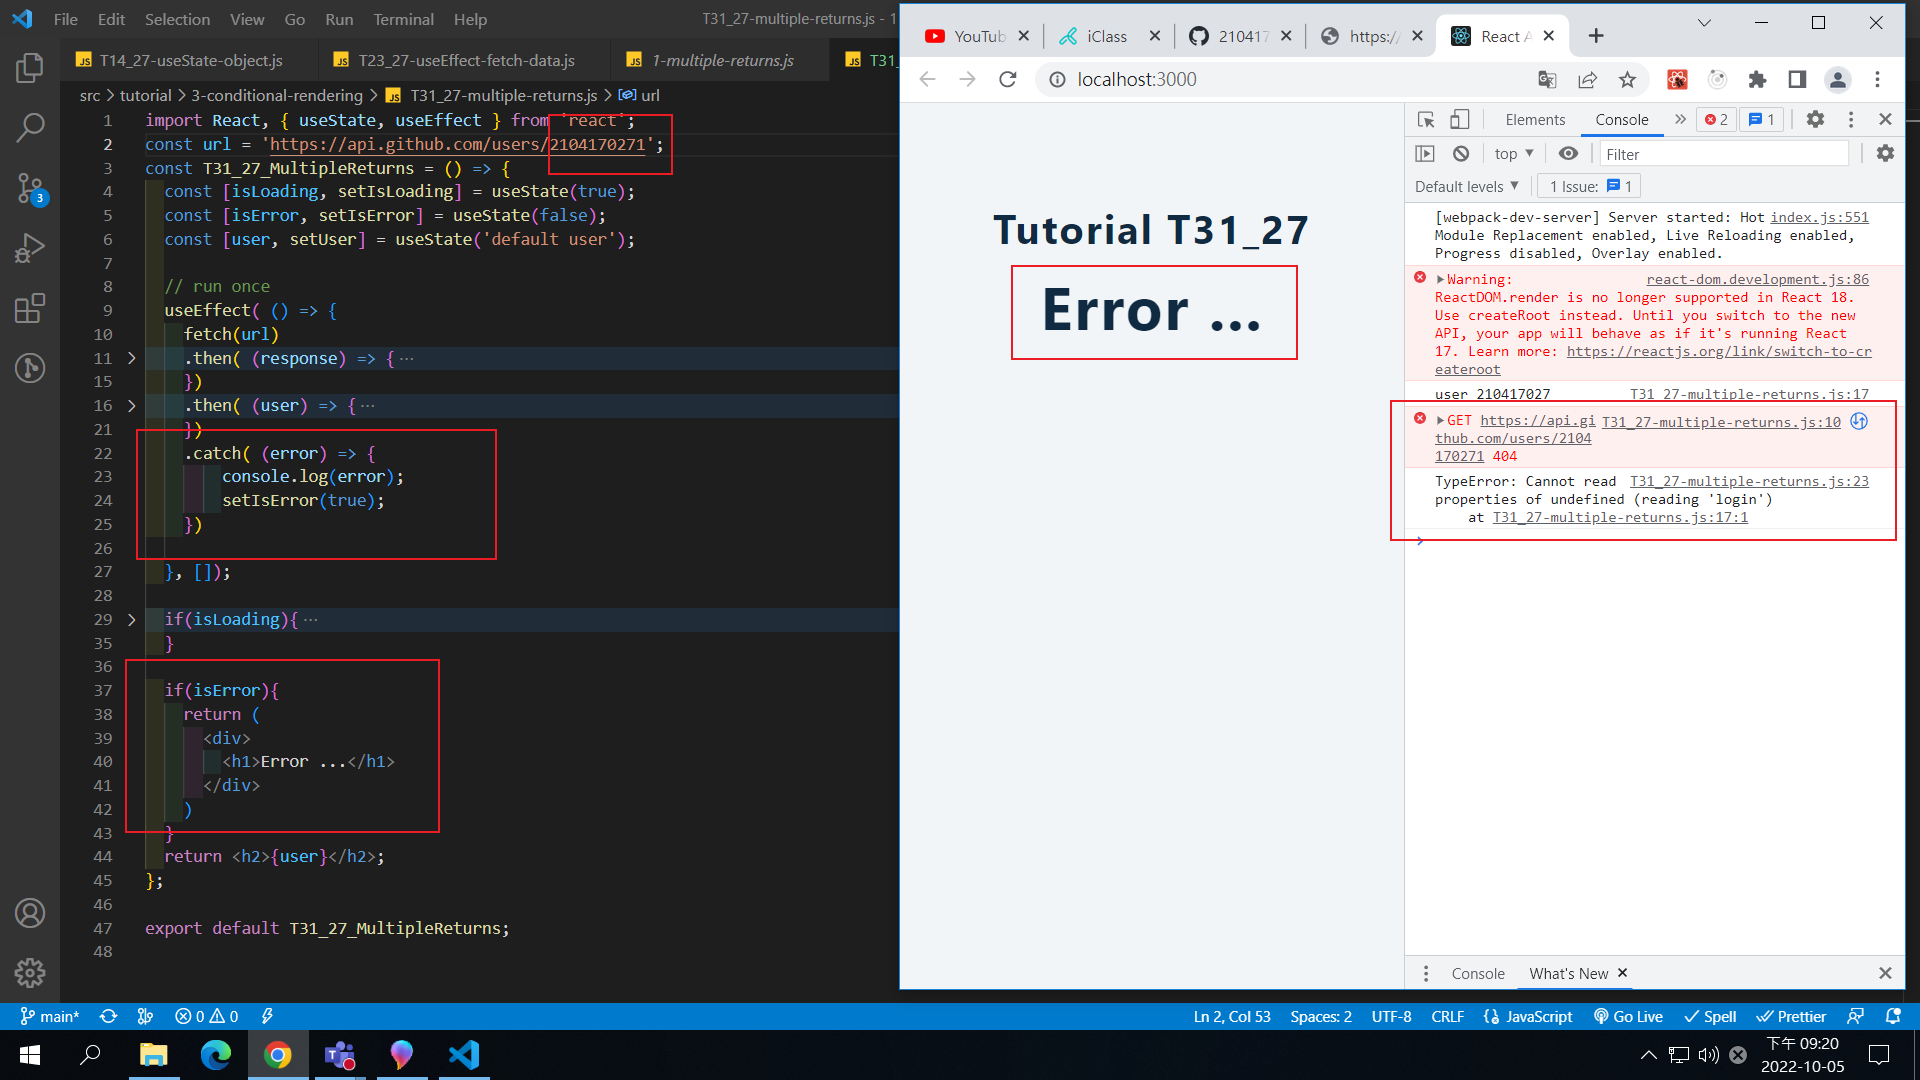 File Edit Selection View Go Run Terminal Help
T31_27-multiple-returns.js - 1
T14_27-useState-object.js
T23_27-useEffect-fetch-data.js
1-multiple-returns.js
T31_
src > tutorial > 3-conditional-rendering > T31_27-multiple-returns.js > url
1 import React, { useState, useEffect } from 'react';
2 const url = 'https://api.github.com/users/2104170271';
3 const T31_27_MultipleReturns = () => {
4 const [isLoading, setIsLoading] = useState(true);
5 const [isError, setIsError] = useState(false);
6 const [user, setUser] = useState('default user');
7
8 // run once
9 useEffect( () => {
10 fetch(url)
11 .then( (response) => { ···
15 })
16 .then( (user) => { ···
21 })
22 .catch( (error) => {
23 console.log(error);
24 setIsError(true);
25 })
26
27 }, []);
28
29 if(isLoading){ ···
35 }
36
37 if(isError){
38 return (
39 <div>
40 <h1>Error ...</h1>
41 </div>
42 )
43 }
44 return <h2>{user}</h2>;
45 };
46
47 export default T31_27_MultipleReturns;
48
3
main*
0 0
Ln 2, Col 53
Spaces: 2
UTF-8
CRLF
JavaScript
Go Live
Spell
Prettier
YouTub
iClass
210417
https:/
React A
localhost:3000
Tutorial T31_27
Error ...
Elements
Console
2
1
top
Filter
Default levels
1 Issue: 1
[webpack-dev-server] Server started: Hot index.js:551
Module Replacement enabled, Live Reloading enabled,
Progress disabled, Overlay enabled.
Warning: react-dom.development.js:86
ReactDOM.render is no longer supported in React 18.
Use createRoot instead. Until you switch to the new
API, your app will behave as if it's running React
17. Learn more: https://reactjs.org/link/switch-to-cr
eateroot
user 210417027 T31_27-multiple-returns.js:17
GET https://api.gi T31_27-multiple-returns.js:10
thub.com/users/2104
170271 404
TypeError: Cannot read T31_27-multiple-returns.js:23
properties of undefined (reading 'login')
at T31_27-multiple-returns.js:17:1
Console
What's New
下午 09:20
2022-10-05